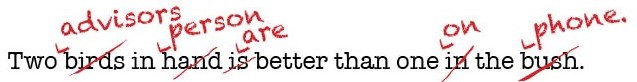 advisors person are on phone.
Two birds in hand is better than one in the bush.